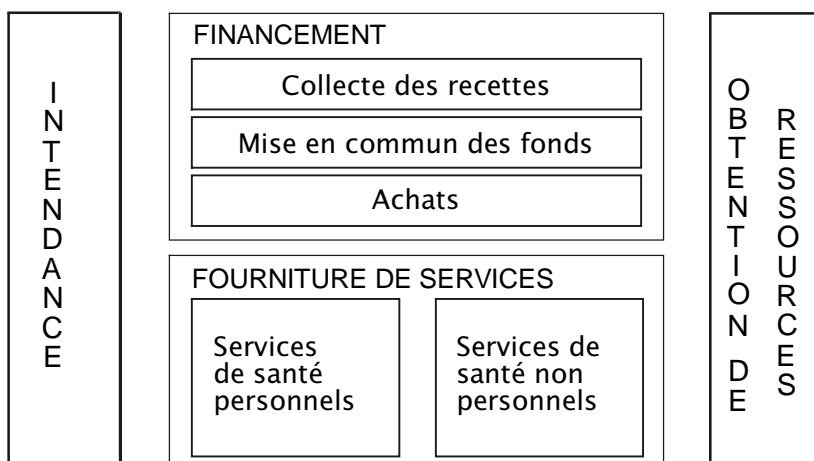 INTENDANCE
FINANCEMENT
Collecte des recettes
Mise en commun des fonds
Achats
FOURNITURE DE SERVICES
Services
de santé
personnels
Services de
santé non
personnels
OBTENTION DE
RESSOURCES